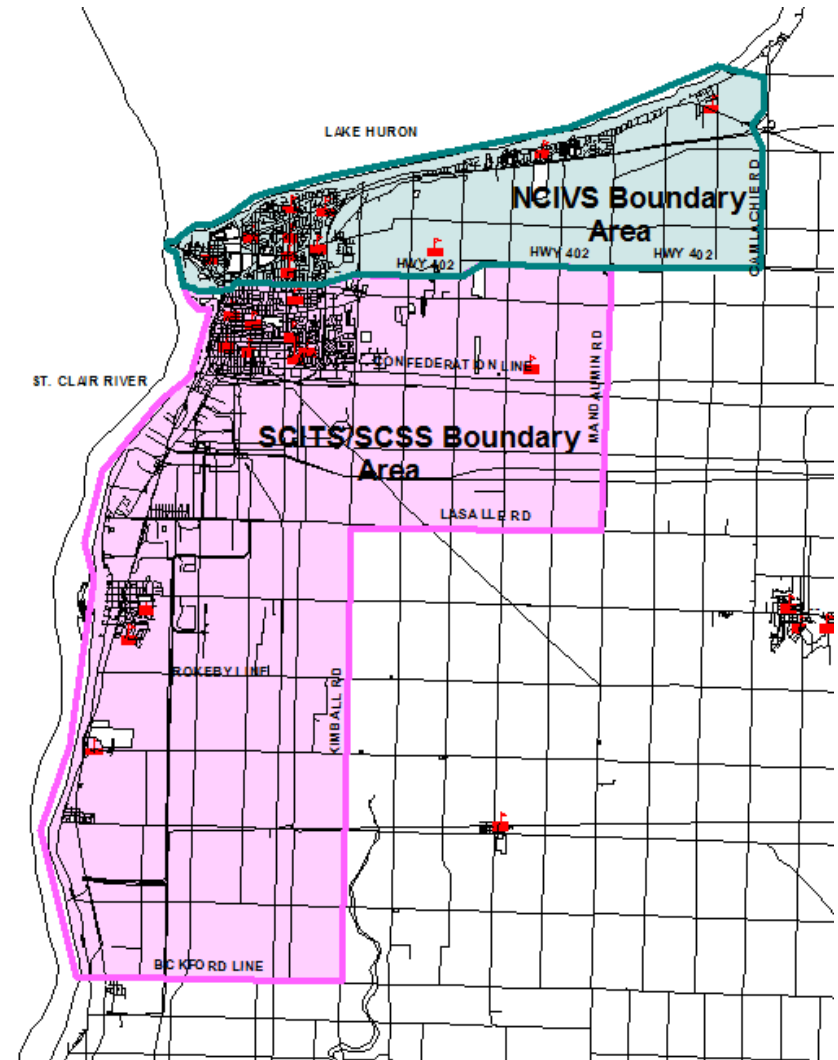 LAKE HURON
NCIVS Boundary
Area
CAMLACHIE RD
HWY 402
HWY 402
HWY 402
ST. CLAIR RIVER
CONFEDERATION LINE
MANDAUMIN RD
SCITS/SCSS Boundary
Area
LASALLE RD
ROKEBY LINE
KIMBALL RD
BICKFORD LINE